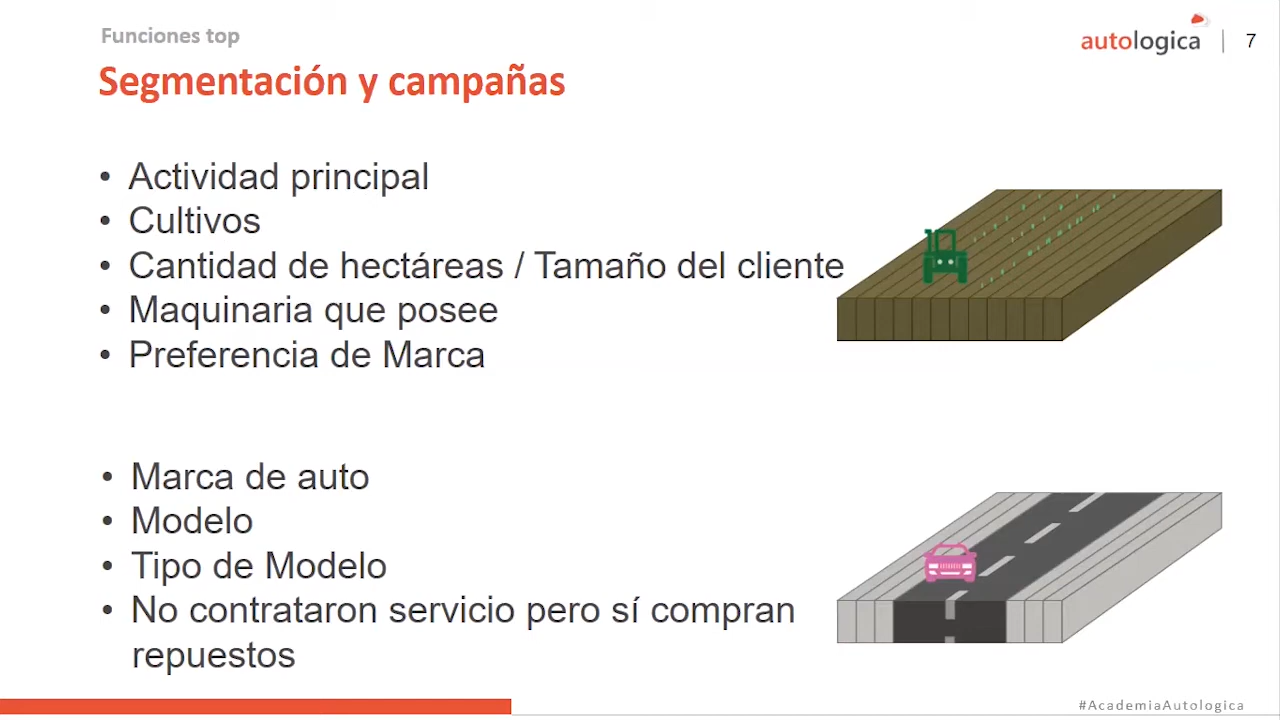 Funciones top
autologica | 7
Segmentación y campañas
• Actividad principal
• Cultivos
• Cantidad de hectáreas / Tamaño del cliente
• Maquinaria que posee
• Preferencia de Marca
• Marca de auto
• Modelo
• Tipo de Modelo
• No contrataron servicio pero sí compran
repuestos
#AcademiaAutologica